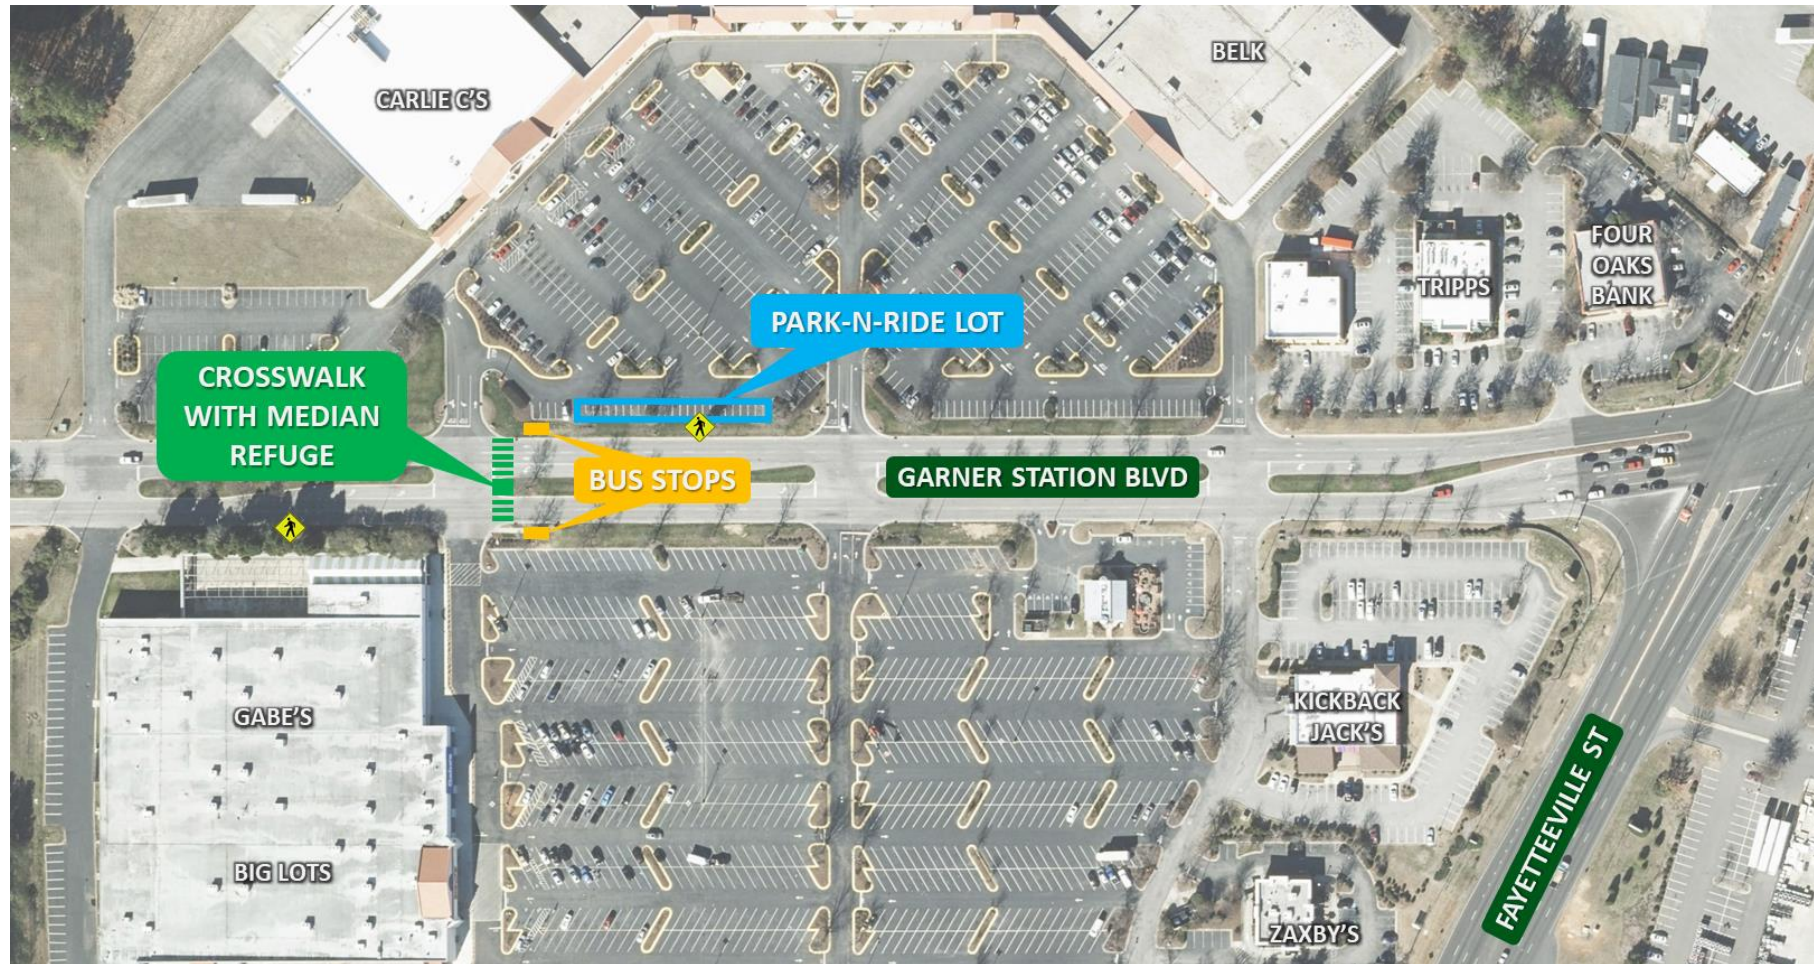 CARLIE C'S
BELK
FOUR
OAKS
BANK
TRIPPS
PARK-N-RIDE LOT
CROSSWALK
WITH MEDIAN
REFUGE
BUS STOPS
GARNER STATION BLVD
GABE'S
KICKBACK
JACK'S
FAYETTEEVILLE ST
BIG LOTS
ZAXBY'S